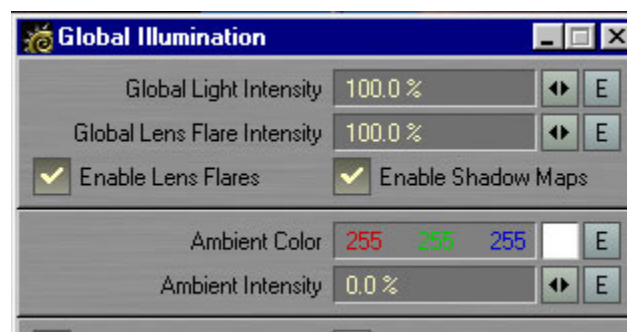 Global Illumination
Global Light Intensity 100.0 % E
Global Lens Flare Intensity 100.0 % E
Enable Lens Flares Enable Shadow Maps
Ambient Color 255 255 255 E
Ambient Intensity 0.0 % E